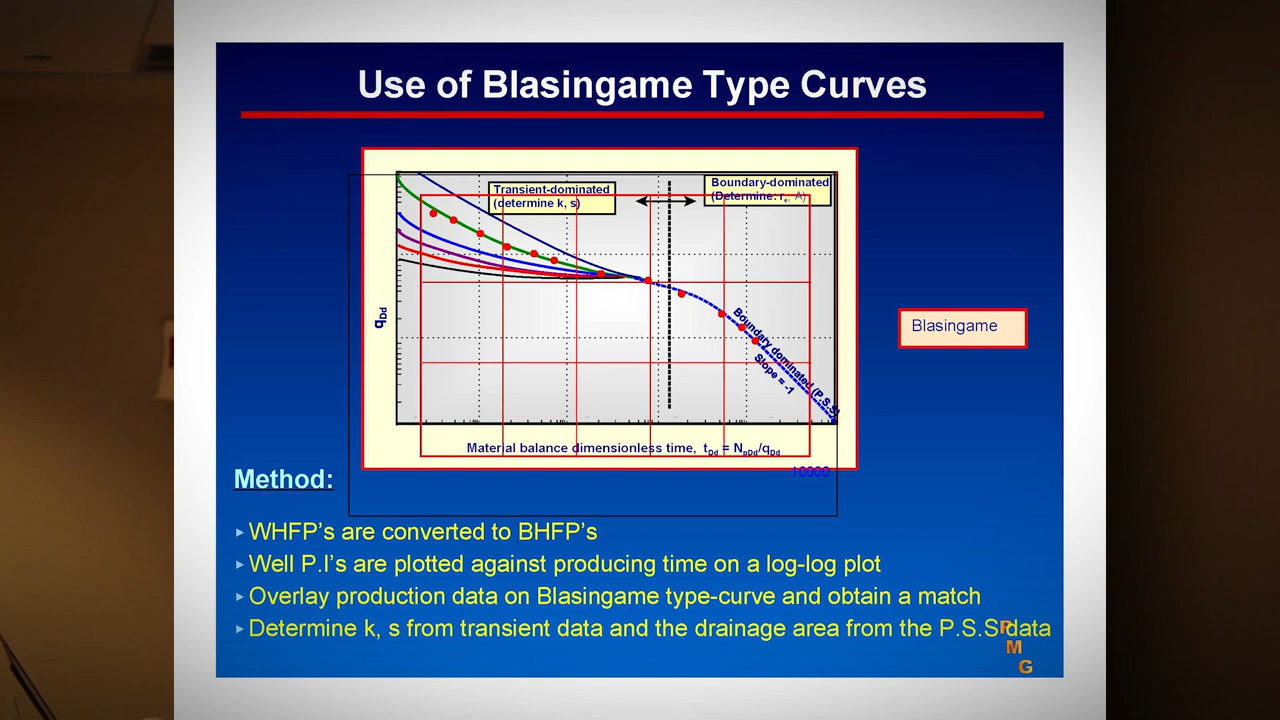 Use of Blasingame Type Curves
Transient-dominated
(determine k, s)
Boundary-dominated
(Determine: re, A)
qDd
Boundary dominated (P.S.S)
Slope = -1
Material balance dimensionless time, tDd = NpDd/qDd
10000
Blasingame
Method:
WHFP's are converted to BHFP's
Well P.I's are plotted against producing time on a log-log plot
Overlay production data on Blasingame type-curve and obtain a match
Determine k, s from transient data and the drainage area from the P.S.S data
P
M
G